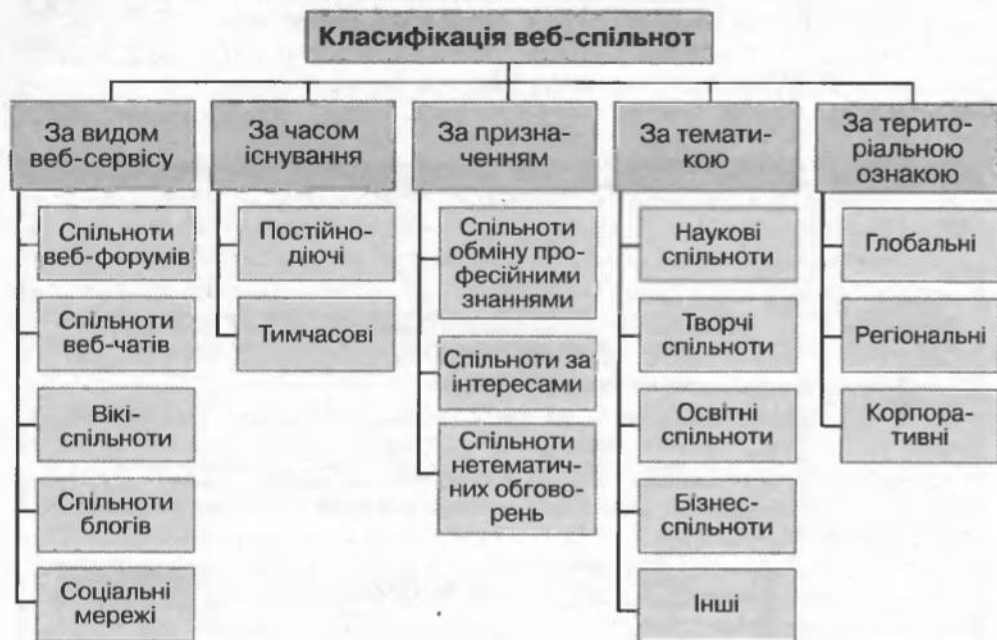 Класифікація веб-спільнот
За видом
веб-сервісу
Спільноти
веб-форумів
Спільноти
веб-чатів
Вікі-
спільноти
Спільноти
блогів
Соціальні
мережі
За часом
існування
Постійно-
діючі
Тимчасові
За призна-
ченням
Спільноти
обміну про-
фесійними
знаннями
Спільноти за
інтересами
Спільноти
нетематич-
них обгово-
рень
За темати-
кою
Наукові
спільноти
Творчі
спільноти
Освітні
спільноти
Бізнес-
спільноти
Інші
За терито-
ріальною
ознакою
Глобальні
Регіональні
Корпора-
тивні